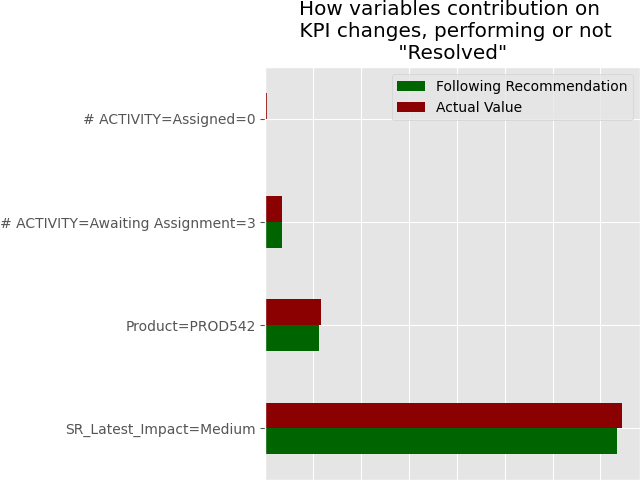 How variables contribution on
KPI changes, performing or not
"Resolved"
Following Recommendation
Actual Value
# ACTIVITY=Assigned=0
# ACTIVITY=Awaiting Assignment=3
Product=PROD542
SR_Latest_Impact=Medium